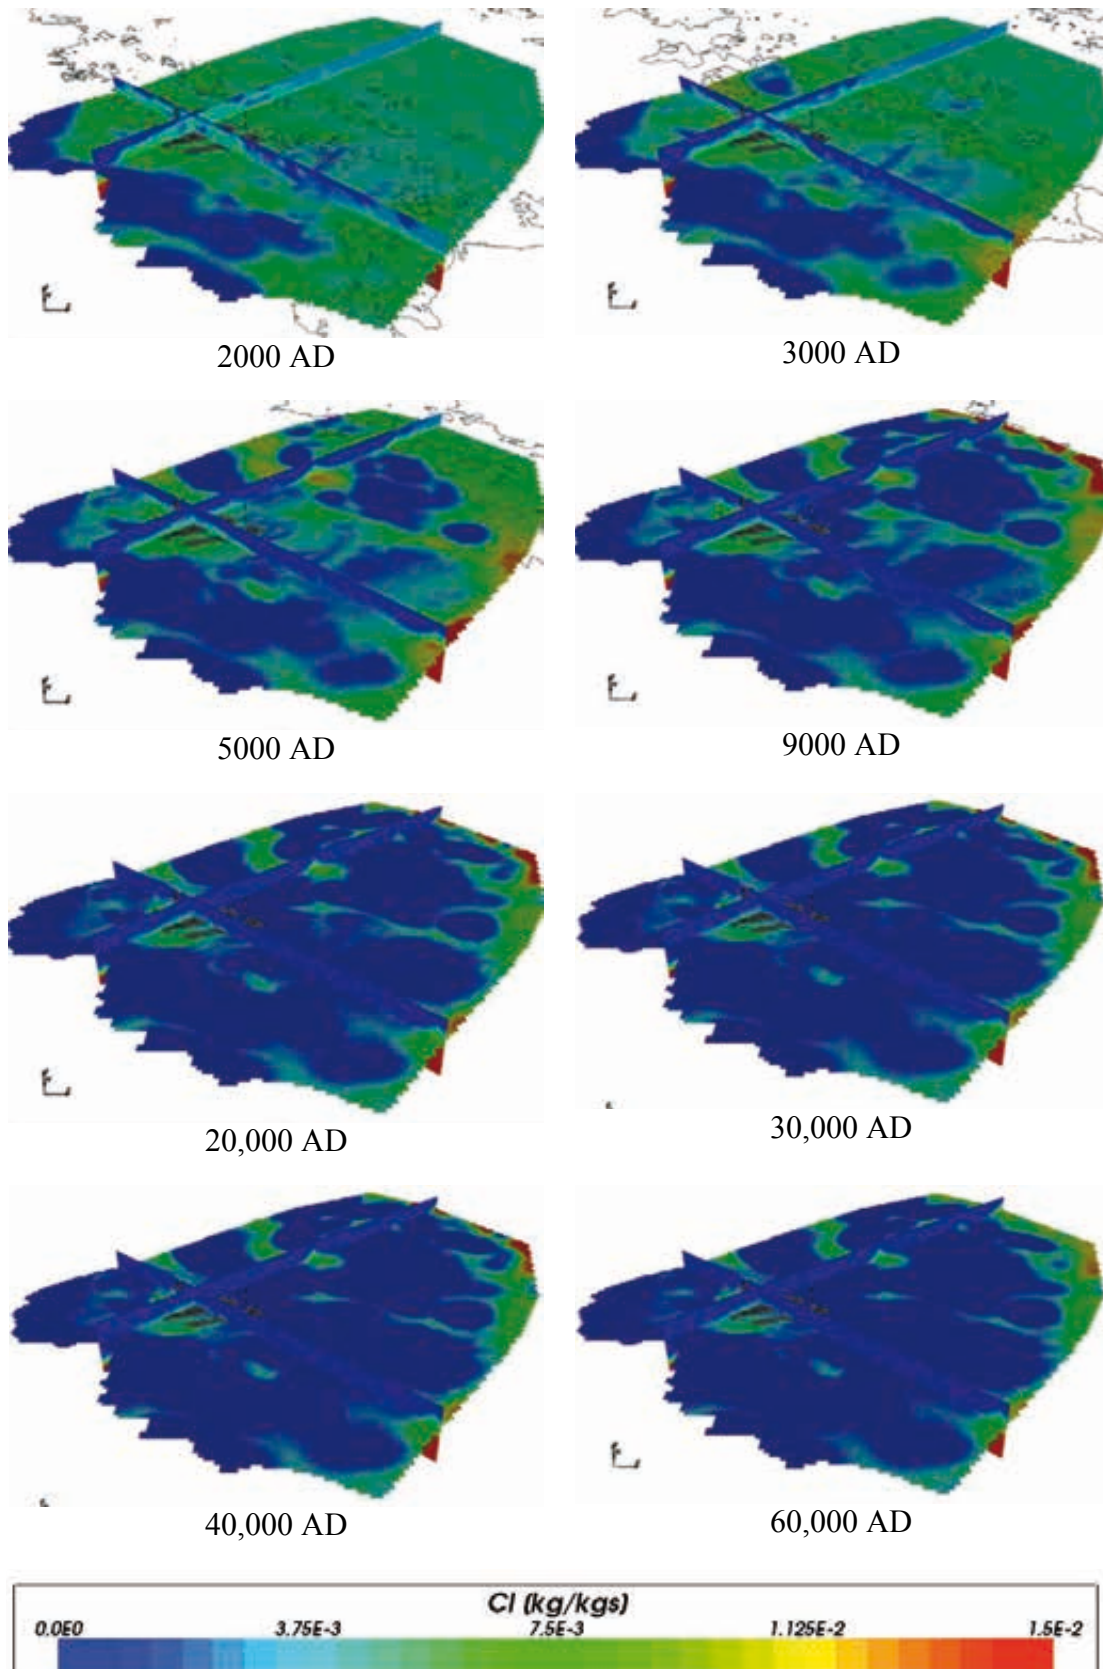 2000 AD
3000 AD
5000 AD
9000 AD
20,000 AD
30,000 AD
40,000 AD
60,000 AD
Cl (kg/kgs)
0.0E0 3.75E-3 7.5E-3 1.125E-2 1.5E-2